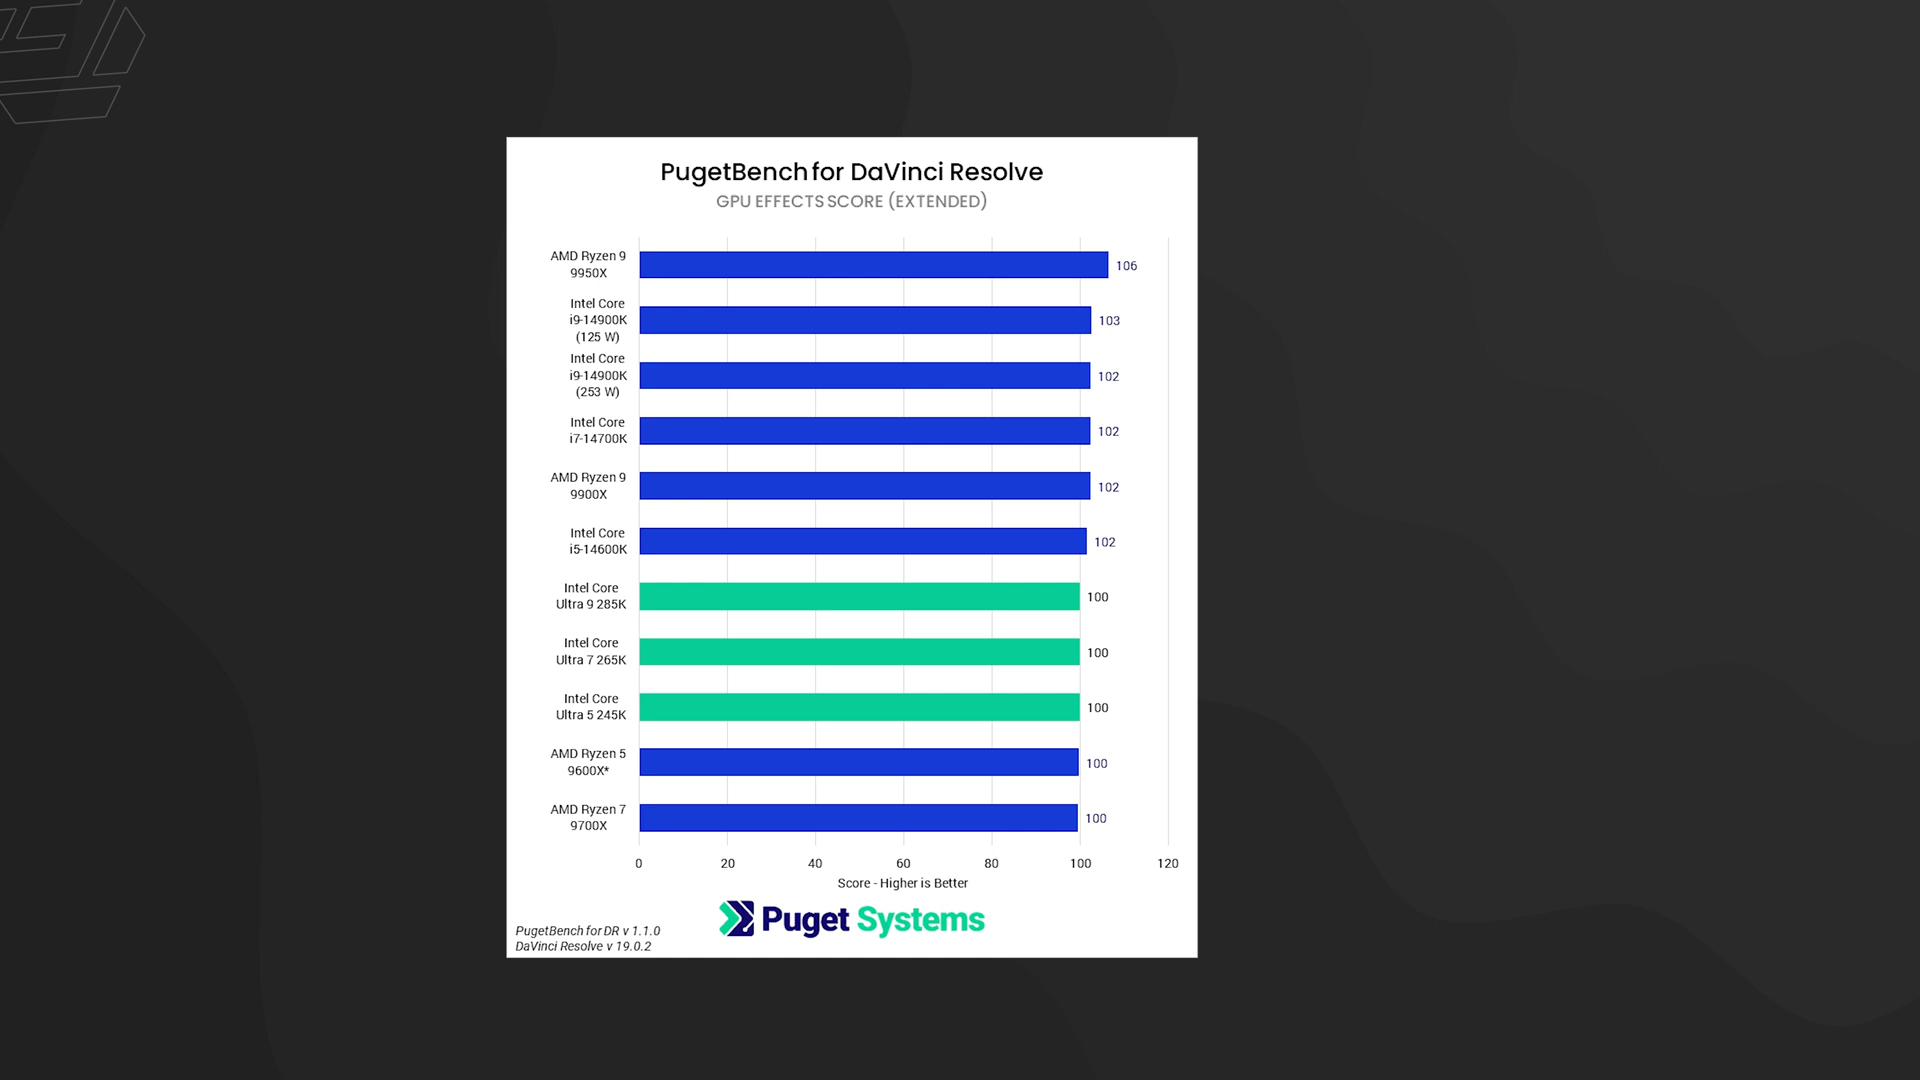 PugetBench for DaVinci Resolve
GPU EFFECTS SCORE (EXTENDED)
AMD Ryzen 9
9950X
106
Intel Core
i9-14900K
(125 W)
103
Intel Core
i9-14900K
(253 W)
102
Intel Core
i7-14700K
102
AMD Ryzen 9
9900X
102
Intel Core
i5-14600K
102
Intel Core
Ultra 9 285K
100
Intel Core
Ultra 7 265K
100
Intel Core
Ultra 5 245K
100
AMD Ryzen 5
9600X*
100
AMD Ryzen 7
9700X
100
0 20 40 60 80 100 120
Score - Higher is Better
Puget Systems
PugetBench for DR v 1.1.0
DaVinci Resolve v 19.0.2